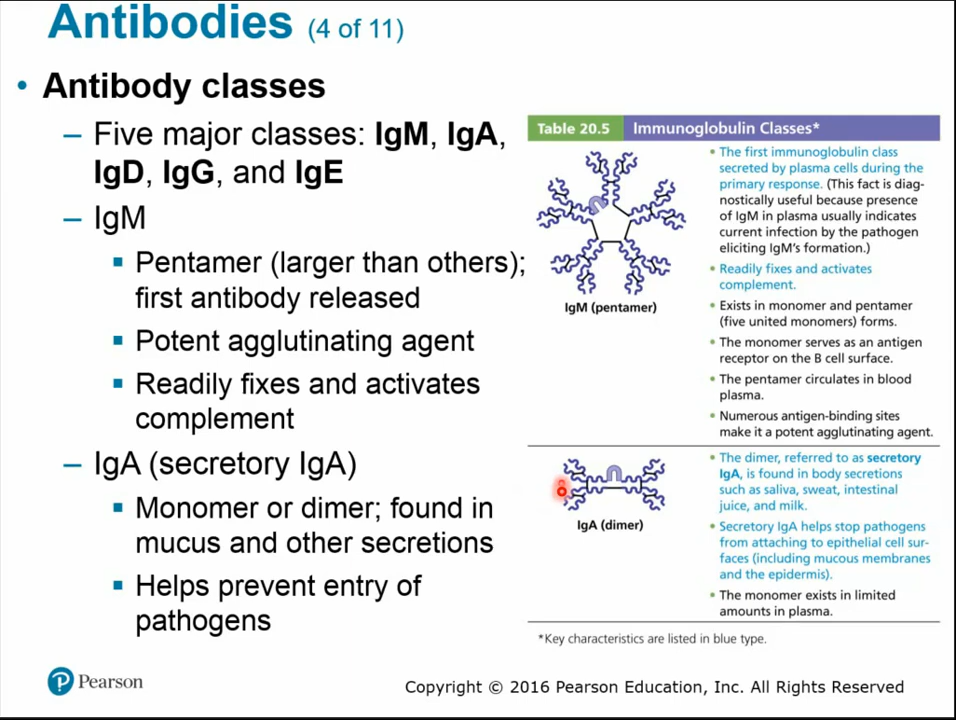 Antibodies (4 of 11)
• Antibody classes
– Five major classes: IgM, IgA,
IgD, IgG, and IgE
– IgM
▪ Pentamer (larger than others);
first antibody released
▪ Potent agglutinating agent
▪ Readily fixes and activates
complement
– IgA (secretory IgA)
▪ Monomer or dimer; found in
mucus and other secretions
▪ Helps prevent entry of
pathogens
Table 20.5 Immunoglobulin Classes*
IgM (pentamer)
• The first immunoglobulin class
secreted by plasma cells during the
primary response. (This fact is diag-
nostically useful because presence
of IgM in plasma usually indicates
current infection by the pathogen
eliciting IgM's formation.)
• Readily fixes and activates
complement.
• Exists in monomer and pentamer
(five united monomers) forms.
• The monomer serves as an antigen
receptor on the B cell surface.
• The pentamer circulates in blood
plasma.
• Numerous antigen-binding sites
make it a potent agglutinating agent.
IgA (dimer)
• The dimer, referred to as secretory
IgA, is found in body secretions
such as saliva, sweat, intestinal
juice, and milk.
• Secretory IgA helps stop pathogens
from attaching to epithelial cell sur-
faces (including mucous membranes
and the epidermis).
• The monomer exists in limited
amounts in plasma.
*Key characteristics are listed in blue type.
P Pearson
Copyright © 2016 Pearson Education, Inc. All Rights Reserved